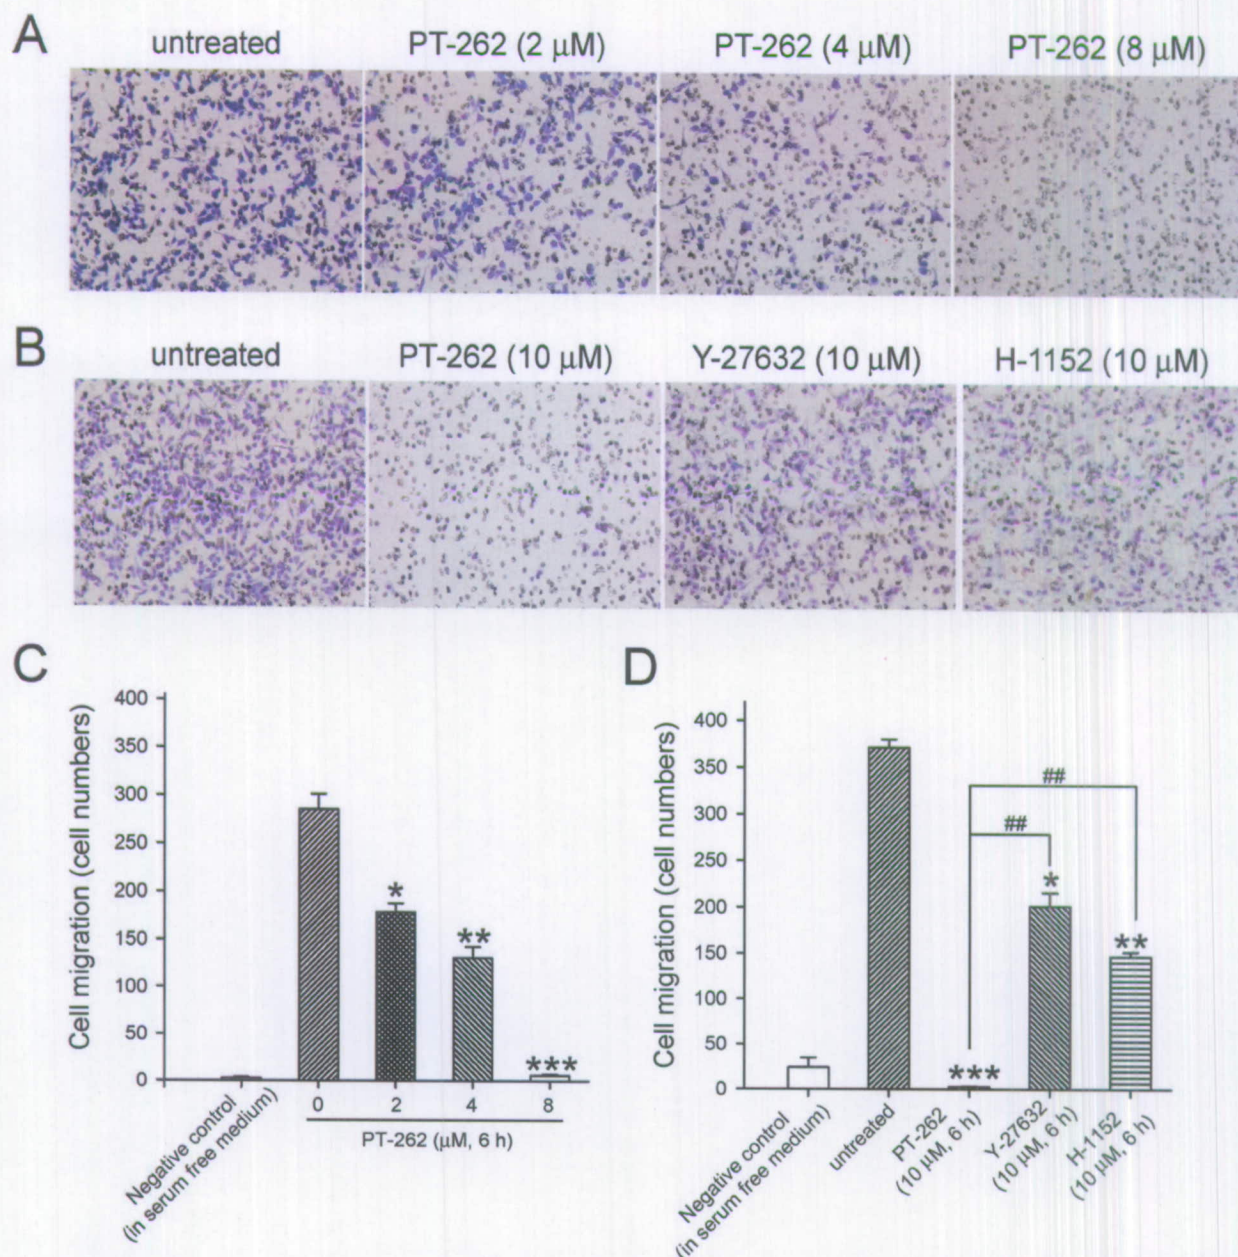 A
untreated
PT-262 (2 μM)
PT-262 (4 μM)
PT-262 (8 μM)
B
untreated
PT-262 (10 μM)
Y-27632 (10 μM)
H-1152 (10 μM)
C
Cell migration (cell numbers)
400
350
300
250
200
150
100
50
0
*
**
***
Negative control
(in serum free medium)
0
2
4
8
PT-262 (μM, 6 h)
D
Cell migration (cell numbers)
400
350
300
250
200
150
100
50
0
##
##
*
**
***
Negative control
(in serum free medium)
untreated
PT-262
(10 μM, 6 h)
Y-27632
(10 μM, 6 h)
H-1152
(10 μM, 6 h)